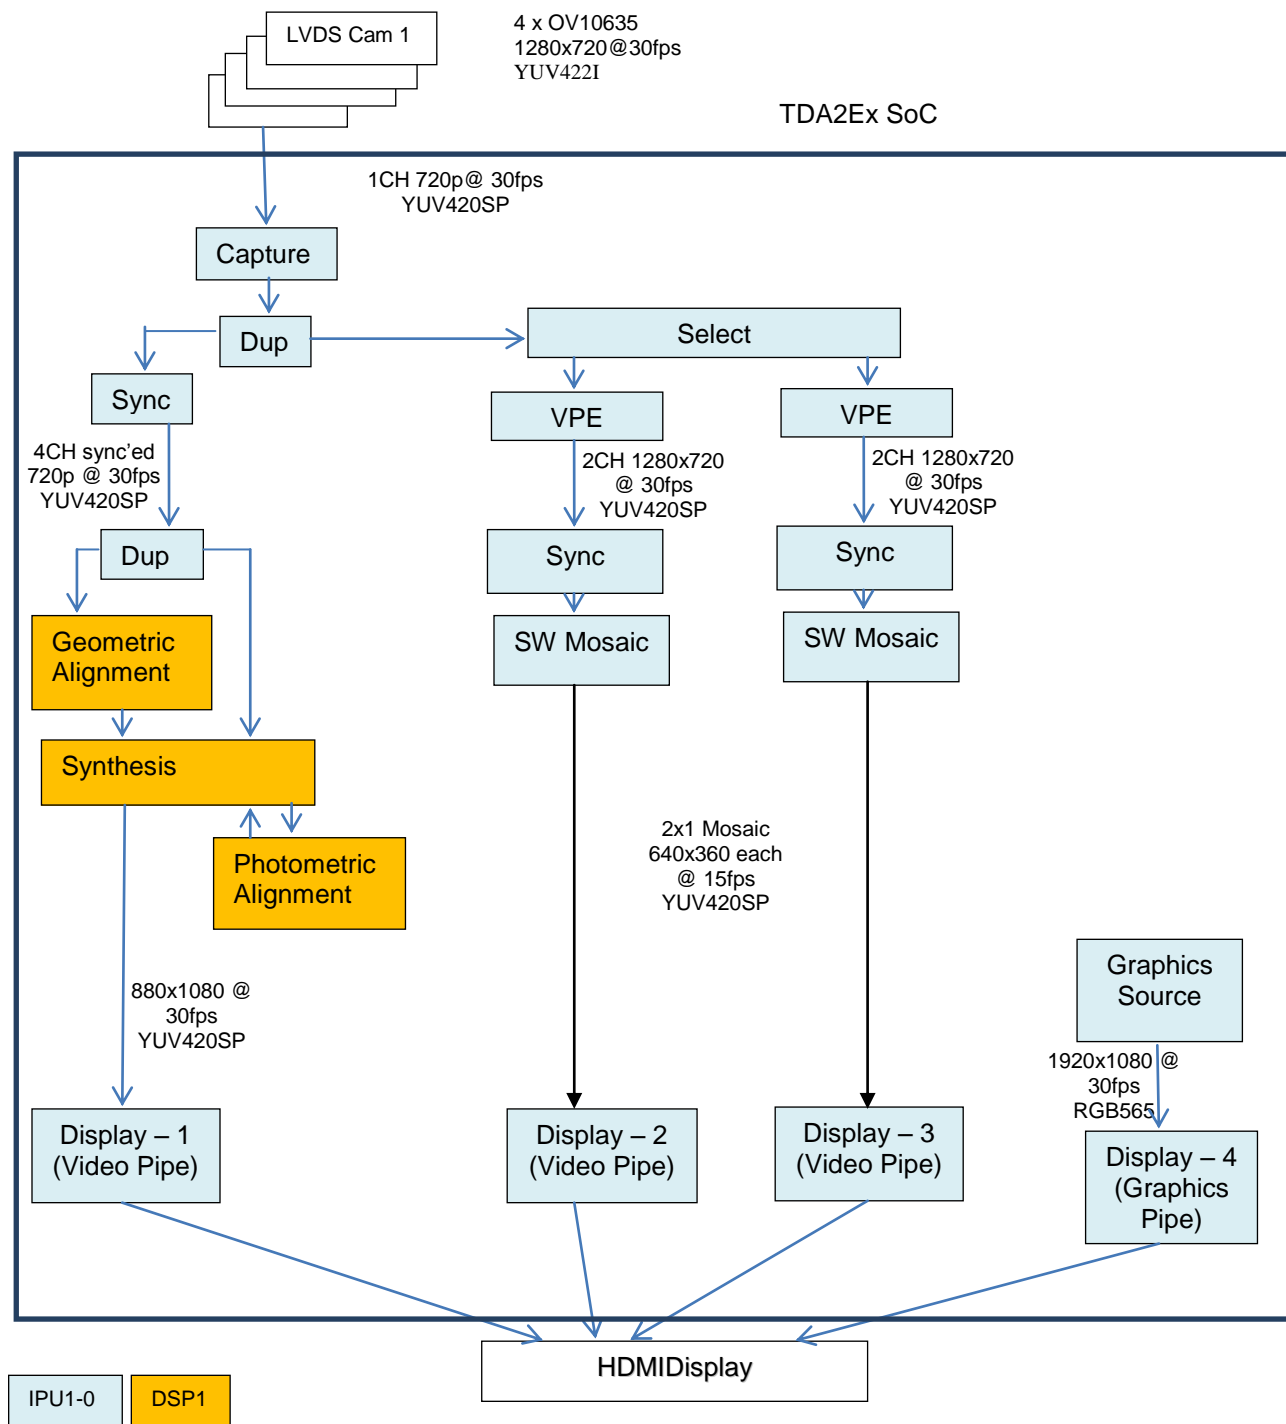 LVDS Cam 1
4 x OV10635
1280x720@30fps
YUV422I
TDA2Ex SoC
1CH 720p@ 30fps
YUV420SP
Capture
Dup
Select
Sync
VPE
VPE
4CH sync'ed
720p @ 30fps
YUV420SP
2CH 1280x720
@ 30fps
YUV420SP
2CH 1280x720
@ 30fps
YUV420SP
Dup
Sync
Sync
Geometric
Alignment
SW Mosaic
SW Mosaic
Synthesis
Photometric
Alignment
2x1 Mosaic
640x360 each
@ 15fps
YUV420SP
880x1080 @
30fps
YUV420SP
Graphics
Source
1920x1080 @
30fps
RGB565
Display – 1
(Video Pipe)
Display – 2
(Video Pipe)
Display – 3
(Video Pipe)
Display – 4
(Graphics
Pipe)
HDMIDisplay
IPU1-0
DSP1